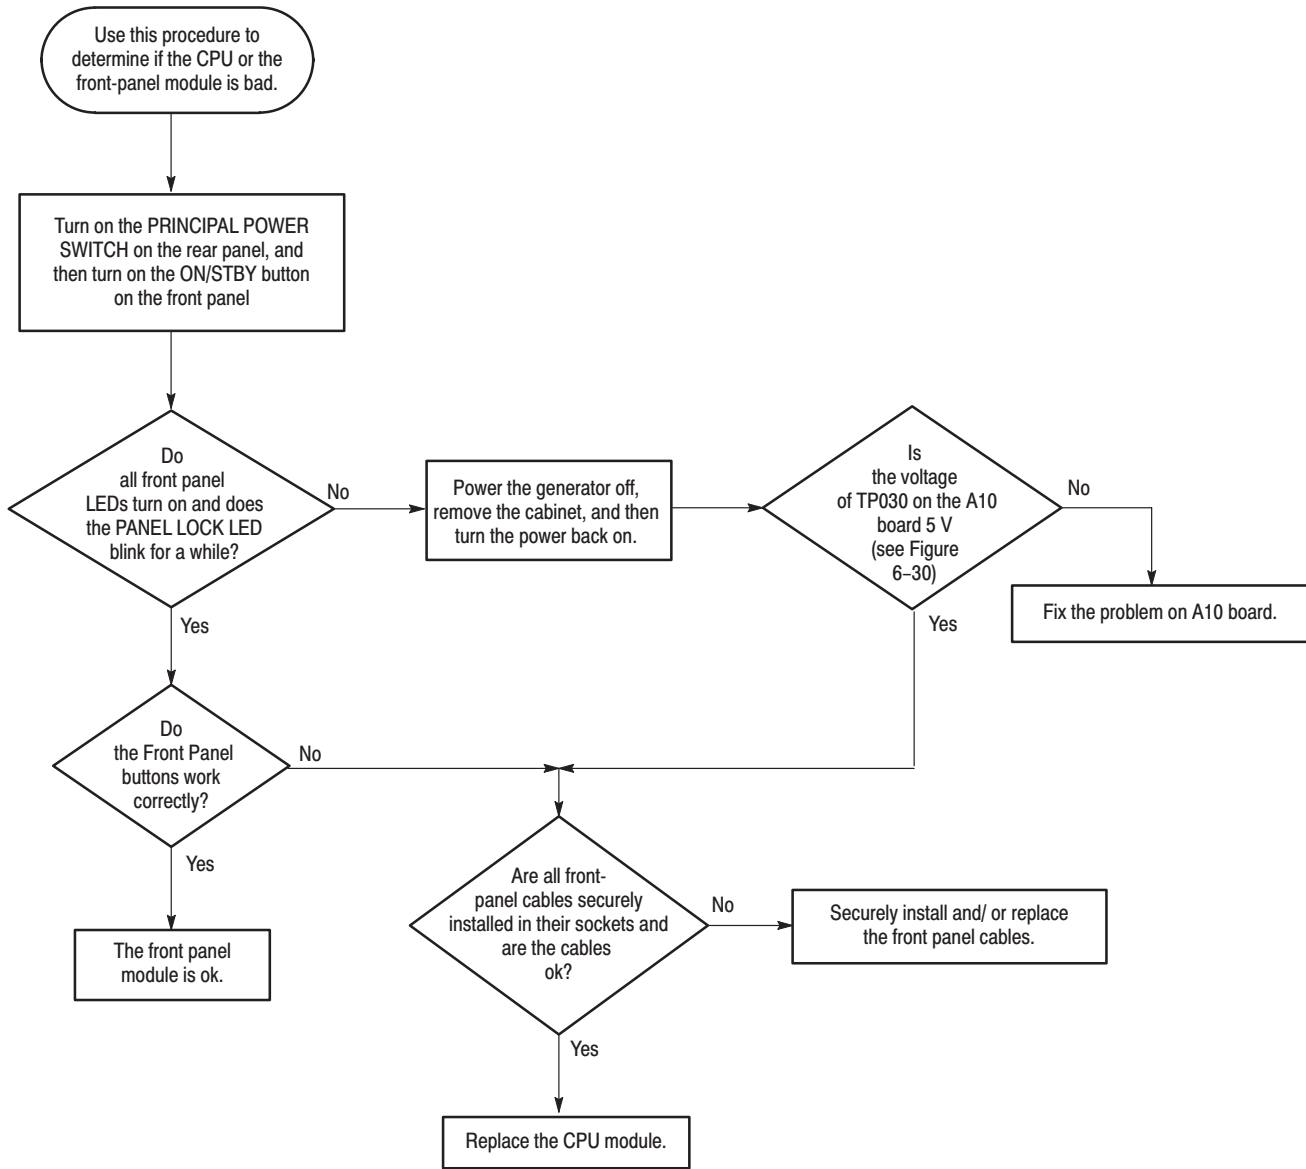 Use this procedure to
determine if the CPU or the
front-panel module is bad.
Turn on the PRINCIPAL POWER
SWITCH on the rear panel, and
then turn on the ON/STBY button
on the front panel
Do
all front panel
LEDs turn on and does
the PANEL LOCK LED
blink for a while?
No
Power the generator off,
remove the cabinet, and then
turn the power back on.
Is
the voltage
of TP030 on the A10
board 5 V
(see Figure
6–30)
No
Fix the problem on A10 board.
Yes
Yes
Do
the Front Panel
buttons work
correctly?
No
Yes
The front panel
module is ok.
Are all front-
panel cables securely
installed in their sockets and
are the cables
ok?
No
Securely install and/ or replace
the front panel cables.
Yes
Replace the CPU module.